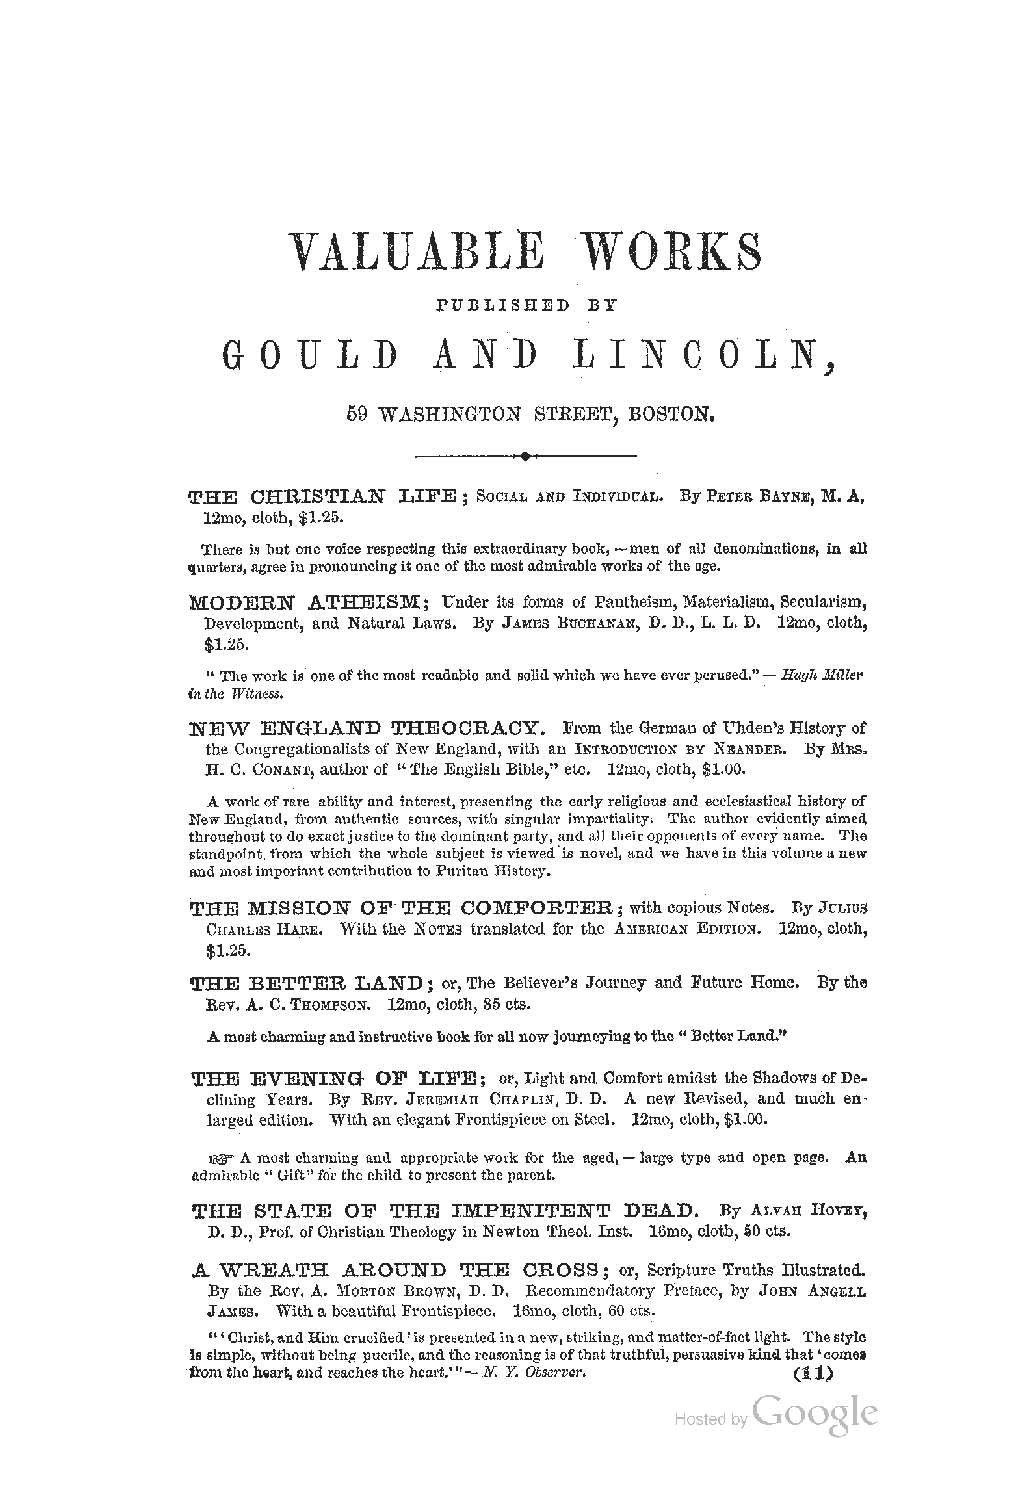 VALUABLE WORKS
PUBLISHED BY
GOULD AND LINCOLN,
59 WASHINGTON STREET, BOSTON.
THE CHRISTIAN LIFE; SOCIAL AND INDIVIDUAL. By PETER BAYNE, M. A.
12mo, cloth, $1.25.
There is but one voice respecting this extraordinary book, — men of all denominations, in all
quarters, agree in pronouncing it one of the most admirable works of the age.
MODERN ATHEISM; Under its forms of Pantheism, Materialism, Secularism,
Development, and Natural Laws. By JAMES BUCHANAN, D. D., L. L. D. 12mo, cloth,
$1.25.
"The work is one of the most readable and solid which we have ever perused." — Hugh Miller
in the Witness.
NEW ENGLAND THEOCRACY. From the German of Uhden's History of
the Congregationalists of New England, with an INTRODUCTION BY NEANDER. By MRS.
H. C. CONANT, author of "The English Bible," etc. 12mo, cloth, $1.00.
A work of rare ability and interest, presenting the early religious and ecclesiastical history of
New England, from authentic sources, with singular impartiality. The author evidently aimed
throughout to do exact justice to the dominant party, and all their opponents of every name. The
standpoint from which the whole subject is viewed is novel, and we have in this volume a new
and most important contribution to Puritan History.
THE MISSION OF THE COMFORTER; with copious Notes. By JULIUS
CHARLES HARE. With the NOTES translated for the AMERICAN EDITION. 12mo, cloth,
$1.25.
THE BETTER LAND; or, The Believer's Journey and Future Home. By the
REV. A. C. THOMPSON. 12mo, cloth, 85 cts.
A most charming and instructive book for all now journeying to the "Better Land."
THE EVENING OF LIFE; or, Light and Comfort amidst the Shadows of De-
clining Years. By REV. JEREMIAH CHAPLIN, D. D. A new Revised, and much en-
larged edition. With an elegant Frontispiece on Steel. 12mo, cloth, $1.00.
☞ A most charming and appropriate work for the aged, — large type and open page. An
admirable "Gift" for the child to present the parent.
THE STATE OF THE IMPENITENT DEAD. By ALVAH HOVEY,
D. D., Prof. of Christian Theology in Newton Theol. Inst. 16mo, cloth, 50 cts.
A WREATH AROUND THE CROSS; or, Scripture Truths Illustrated.
By the Rev. A. MORTON BROWN, D. D. Recommendatory Preface, by JOHN ANGELL
JAMES. With a beautiful Frontispiece. 16mo, cloth, 60 cts.
"'Christ, and Him crucified' is presented in a new, striking, and matter-of-fact light. The style
is simple, without being puerile, and the reasoning is of that truthful, persuasive kind that 'comes
from the heart, and reaches the heart.'" — N. Y. Observer.
(11)
Hosted by Google